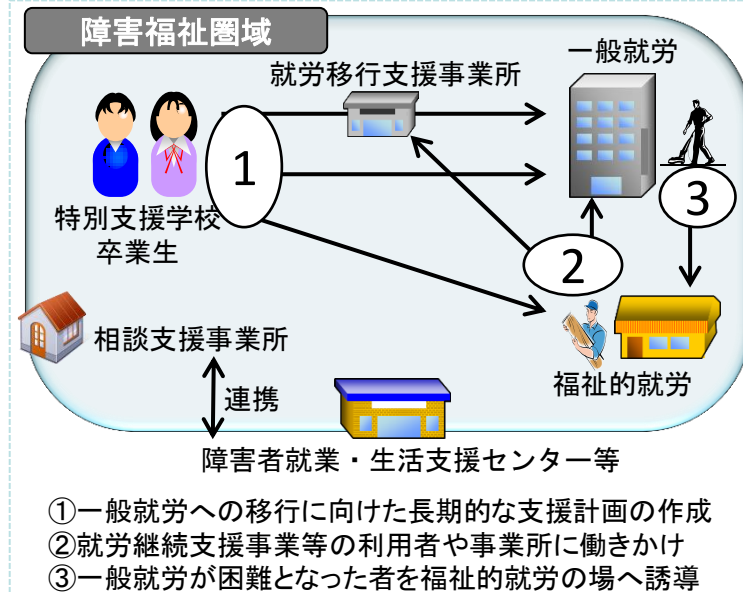 障害福祉圏域
一般就労
就労移行支援事業所
1
3
特別支援学校
卒業生
2
相談支援事業所
福祉的就労
連携
障害者就業・生活支援センター等
①一般就労への移行に向けた長期的な支援計画の作成
②就労継続支援事業等の利用者や事業所に働きかけ
③一般就労が困難となった者を福祉的就労の場へ誘導